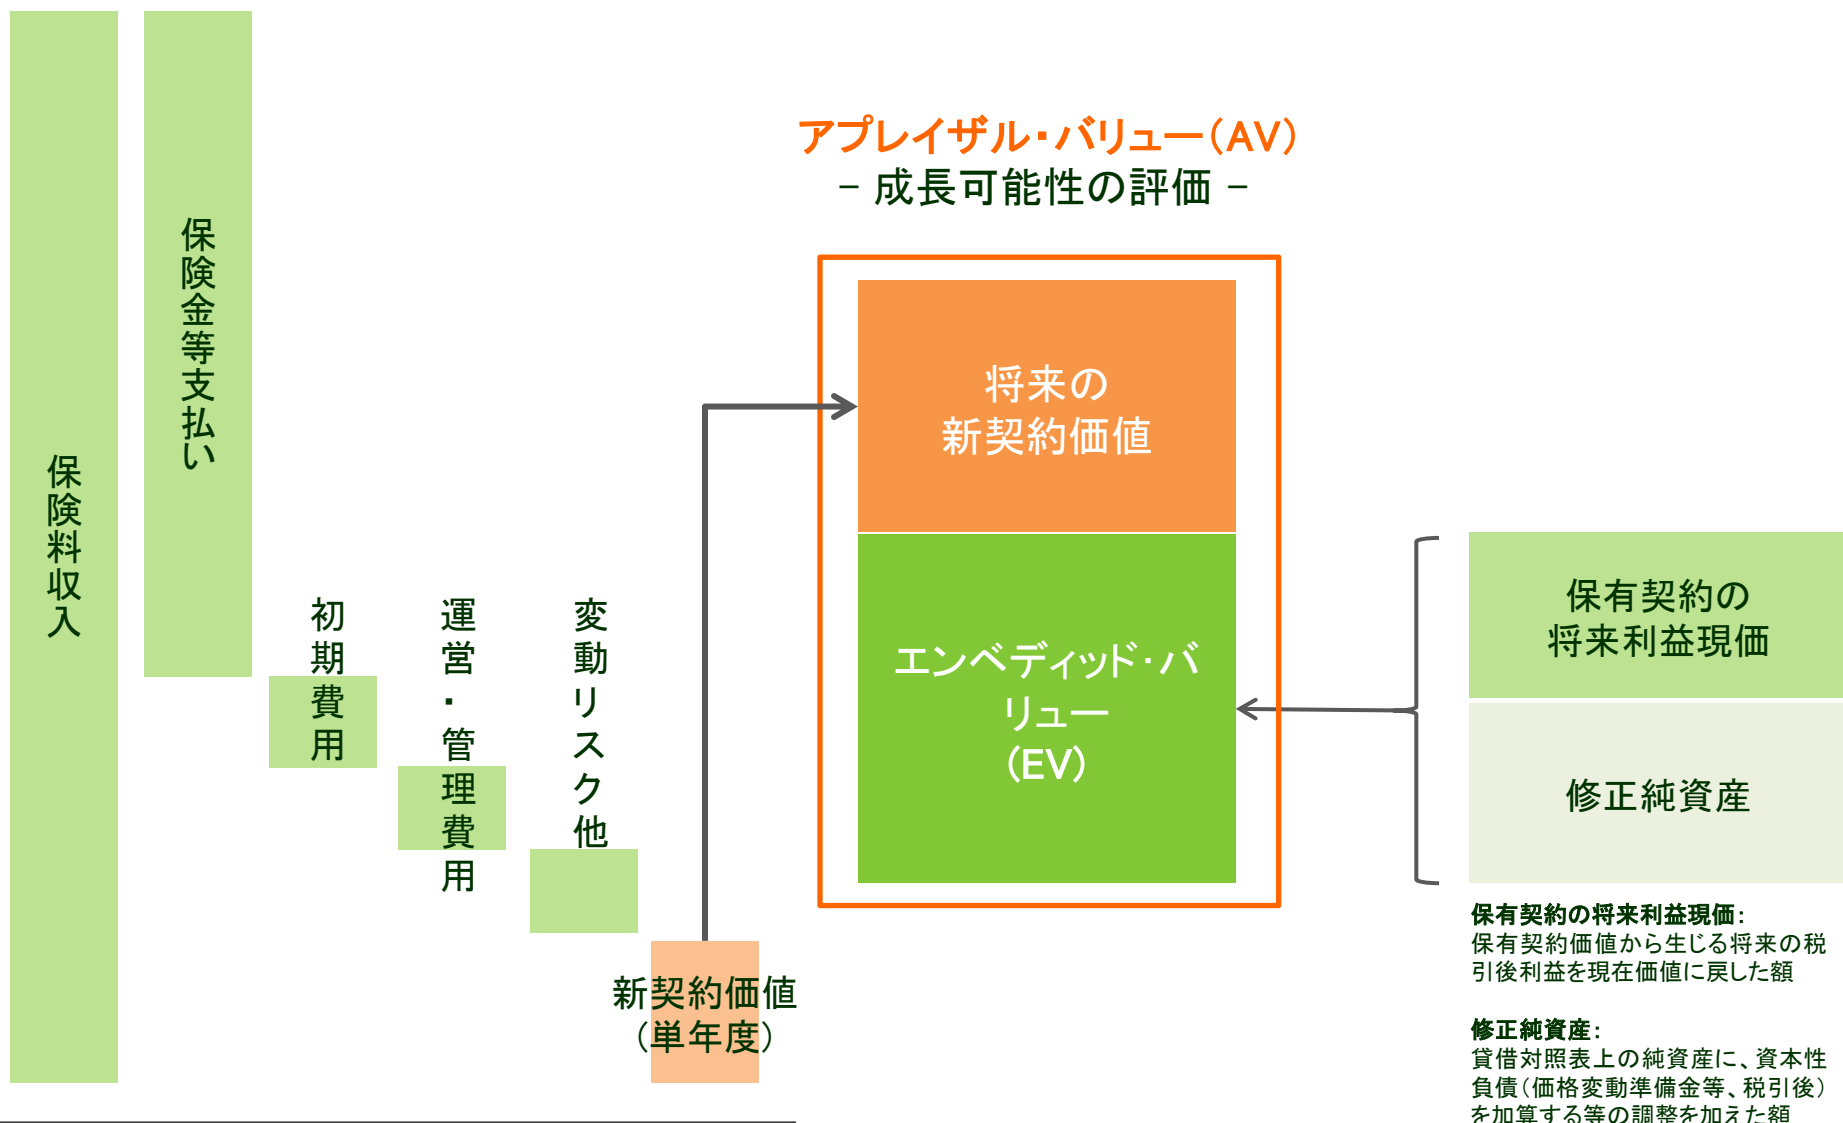 保険料収入
保険金等支払い
初期費用
運営・管理費用
変動リスク他
新契約価値
（単年度）
アプレイザル・バリュー（AV）
− 成長可能性の評価 −
将来の
新契約価値
エンベディッド・バ
リュー
（EV）
保有契約の
将来利益現価
修正純資産
保有契約の将来利益現価：
保有契約価値から生じる将来の税
引後利益を現在価値に戻した額
修正純資産：
貸借対照表上の純資産に、資本性
負債（価格変動準備金等、税引後）
を加算する等の調整を加えた額